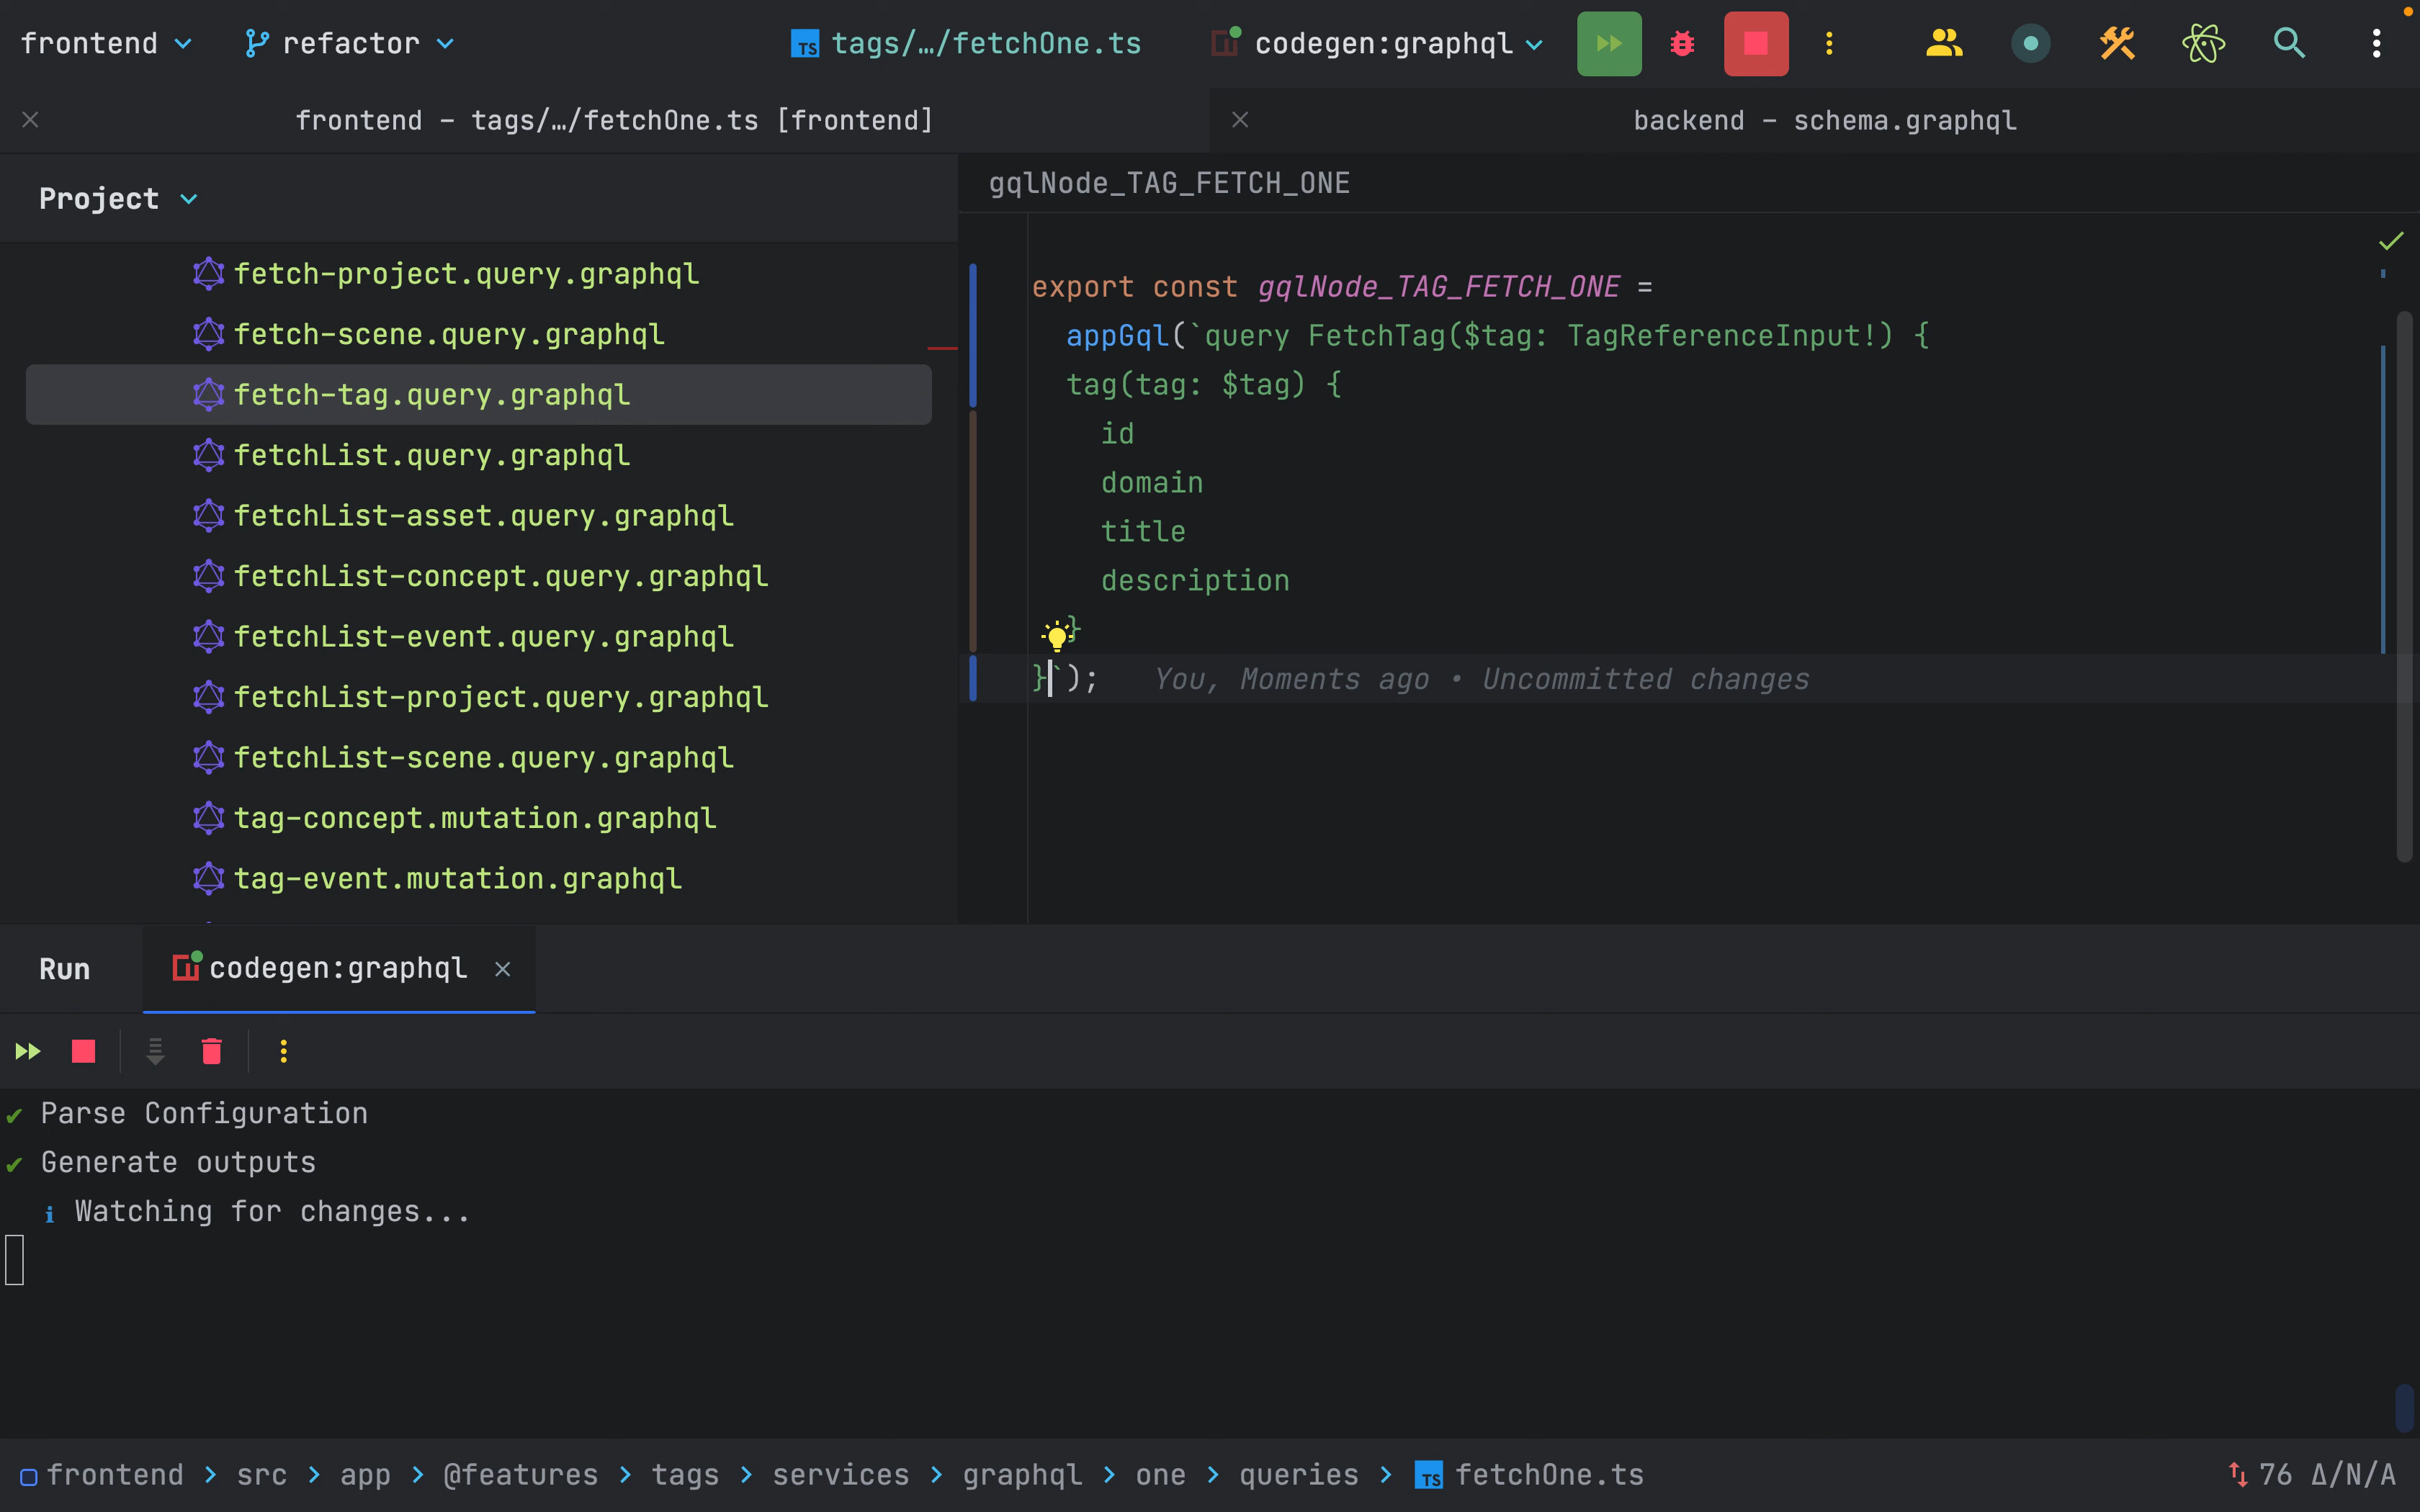 frontend refactor TS tags/…/fetchOne.ts codegen:graphql
frontend – tags/…/fetchOne.ts [frontend] backend – schema.graphql
Project
fetch-project.query.graphql
fetch-scene.query.graphql
fetch-tag.query.graphql
fetchList.query.graphql
fetchList-asset.query.graphql
fetchList-concept.query.graphql
fetchList-event.query.graphql
fetchList-project.query.graphql
fetchList-scene.query.graphql
tag-concept.mutation.graphql
tag-event.mutation.graphql
gqlNode_TAG_FETCH_ONE
export const gqlNode_TAG_FETCH_ONE =
appGql(`query FetchTag($tag: TagReferenceInput!) {
tag(tag: $tag) {
id
domain
title
description
}
}`); You, Moments ago • Uncommitted changes
Run codegen:graphql
✔ Parse Configuration
✔ Generate outputs
ℹ Watching for changes...
frontend > src > app > @features > tags > services > graphql > one > queries > TS fetchOne.ts 76 Δ/N/A